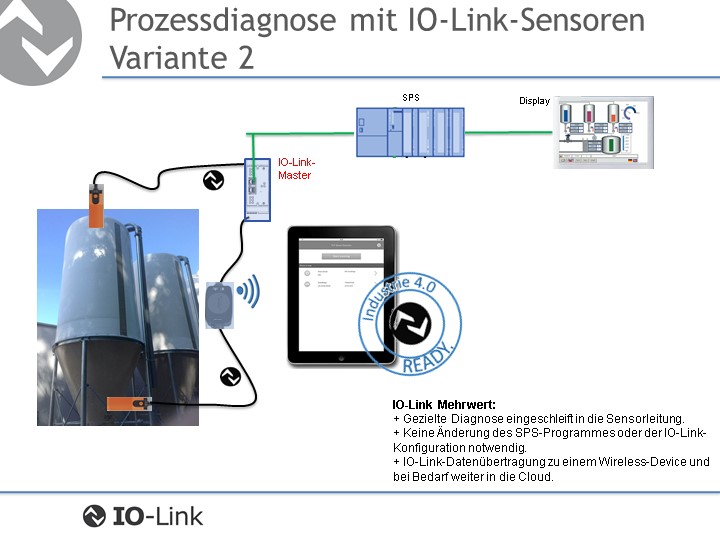 Prozessdiagnose mit IO-Link-Sensoren
Variante 2
SPS
Display
IO-Link-
Master
Industrie 4.0
READY.
IO-Link Mehrwert:
+ Gezielte Diagnose eingeschleift in die Sensorleitung.
+ Keine Änderung des SPS-Programmes oder der IO-Link-
Konfiguration notwendig.
+ IO-Link-Datenübertragung zu einem Wireless-Device und
bei Bedarf weiter in die Cloud.
IO-Link